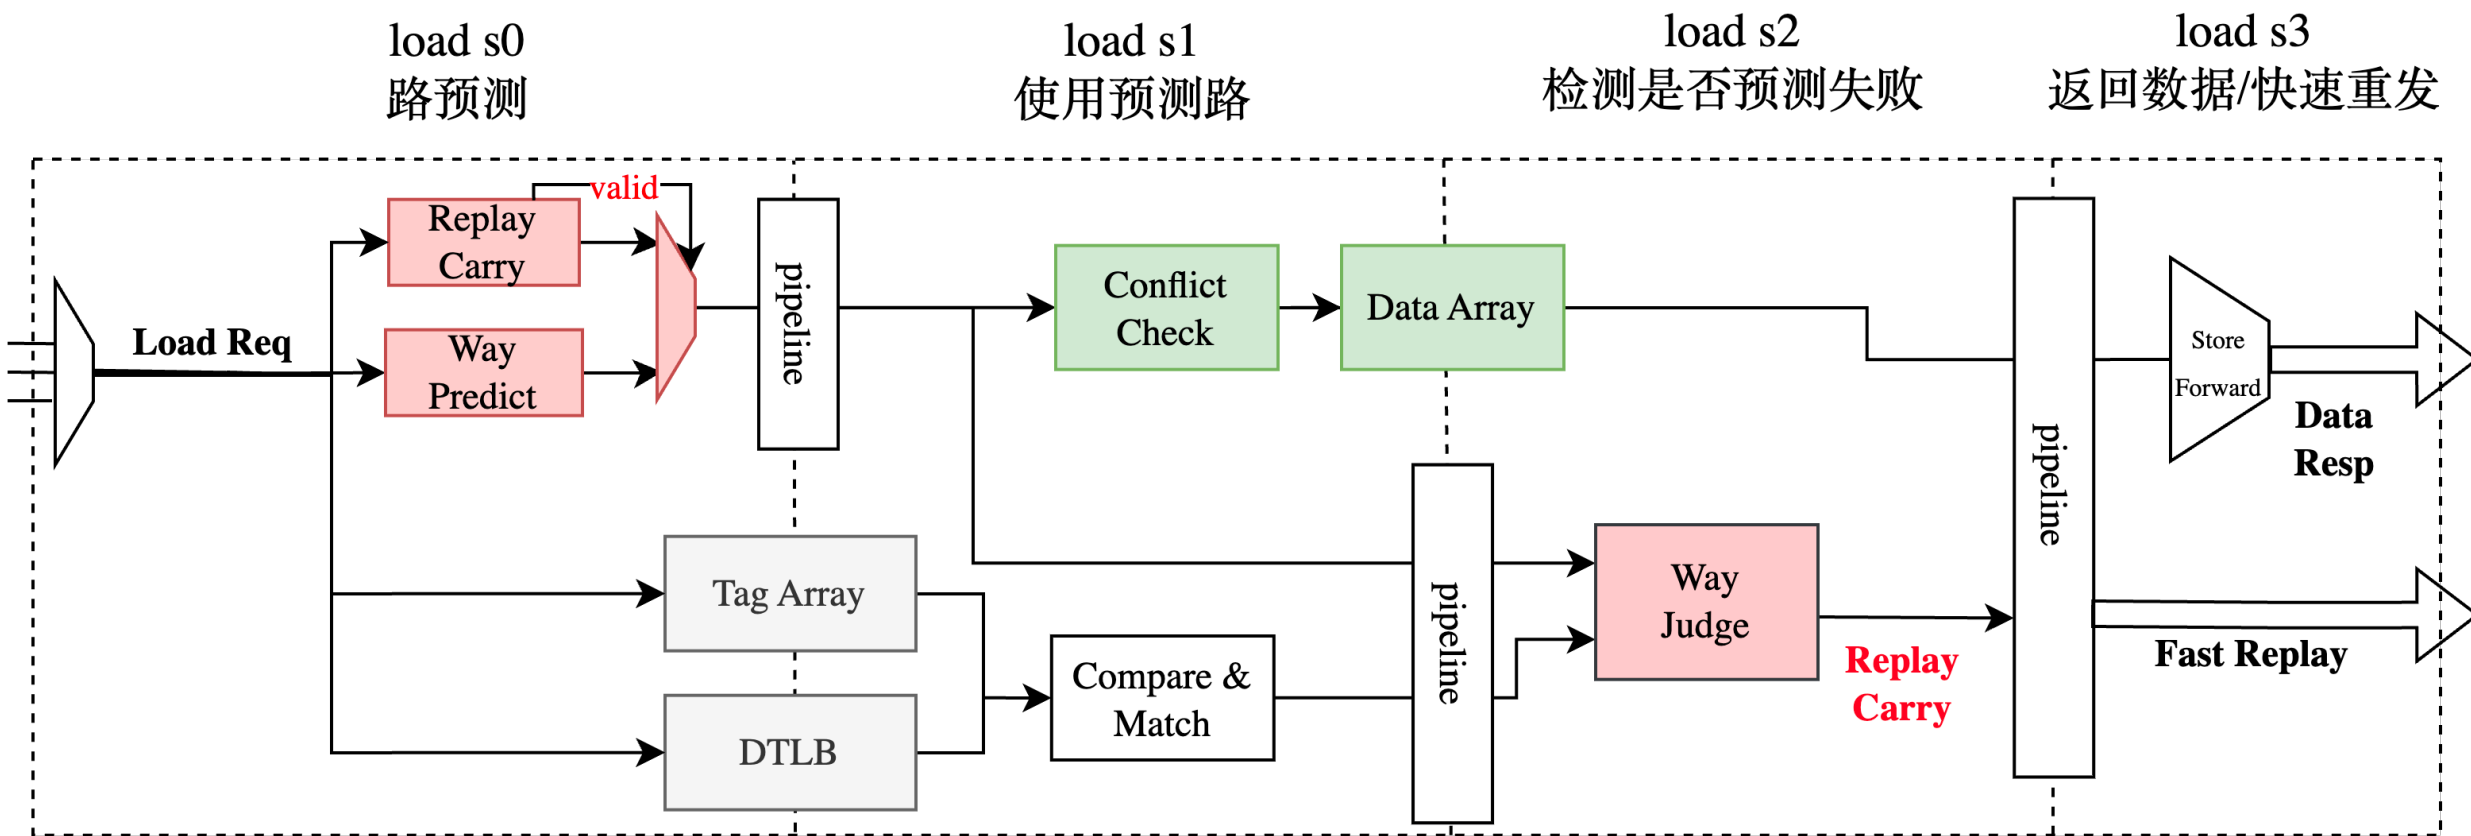 load s0
路预测
load s1
使用预测路
load s2
检测是否预测失败
load s3
返回数据/快速重发
valid
Replay
Carry
Way
Predict
Load Req
pipeline
Conflict
Check
Data Array
Tag Array
DTLB
Compare &
Match
pipeline
Way
Judge
Replay
Carry
pipeline
Store
Forward
Data
Resp
Fast Replay